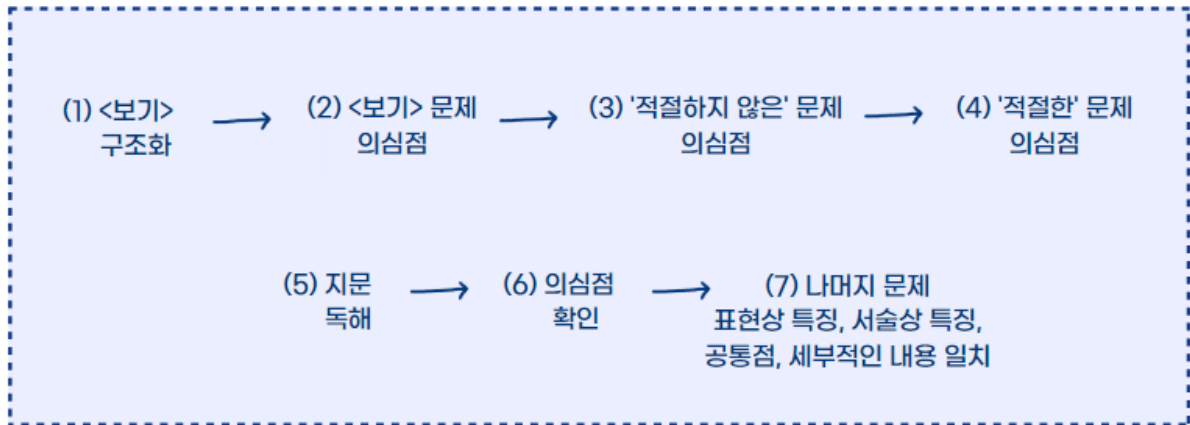 (1) <보기> → (2) <보기> 문제 → (3) '적절하지 않은' 문제 → (4) '적절한' 문제
구조화 의심점 의심점 의심점
(5) 지문 → (6) 의심점 → (7) 나머지 문제
독해 확인 표현상 특징, 서술상 특징,
공통점, 세부적인 내용 일치